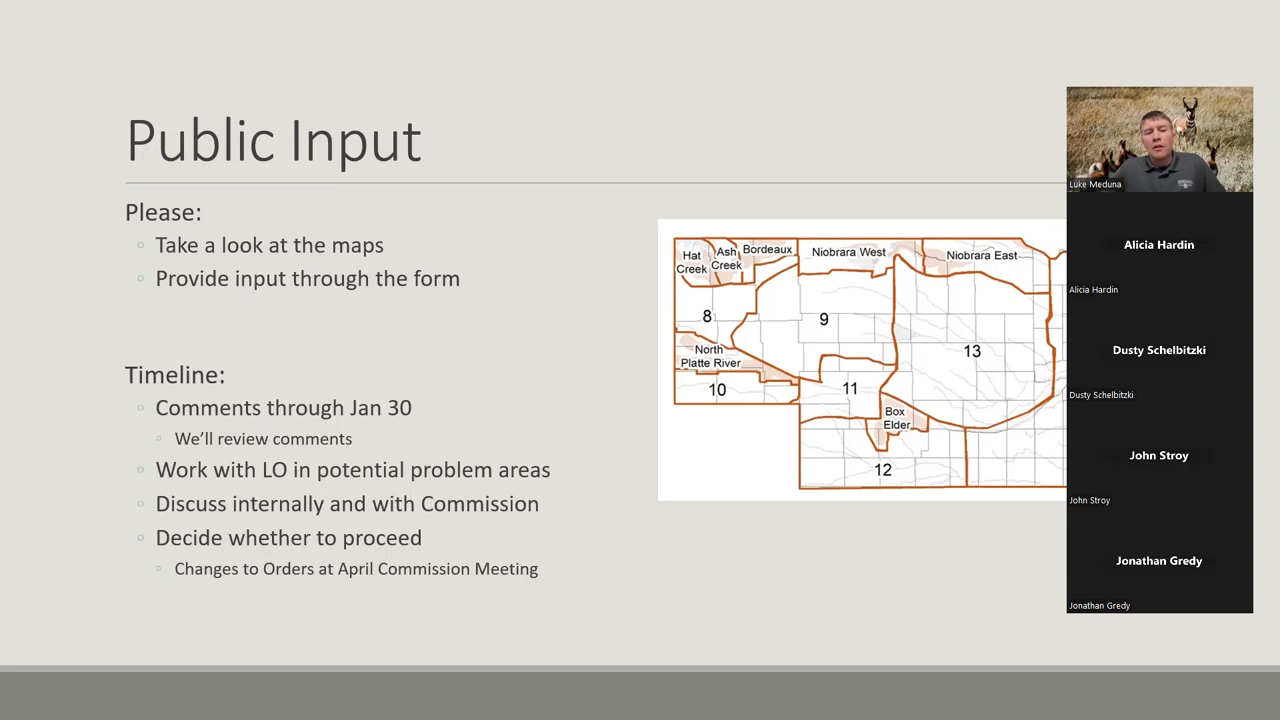 Public Input
Please:
Take a look at the maps
Provide input through the form
Timeline:
Comments through Jan 30
We'll review comments
Work with LO in potential problem areas
Discuss internally and with Commission
Decide whether to proceed
Changes to Orders at April Commission Meeting
Hat
Creek
Ash
Creek
Bordeaux
Niobrara West
Niobrara East
8
9
13
North
Platte River
10
11
Box
Elder
12
Luke Meduna
Alicia Hardin
Alicia Hardin
Dusty Schelbitzki
Dusty Schelbitzki
John Stroy
John Stroy
Jonathan Gredy
Jonathan Gredy